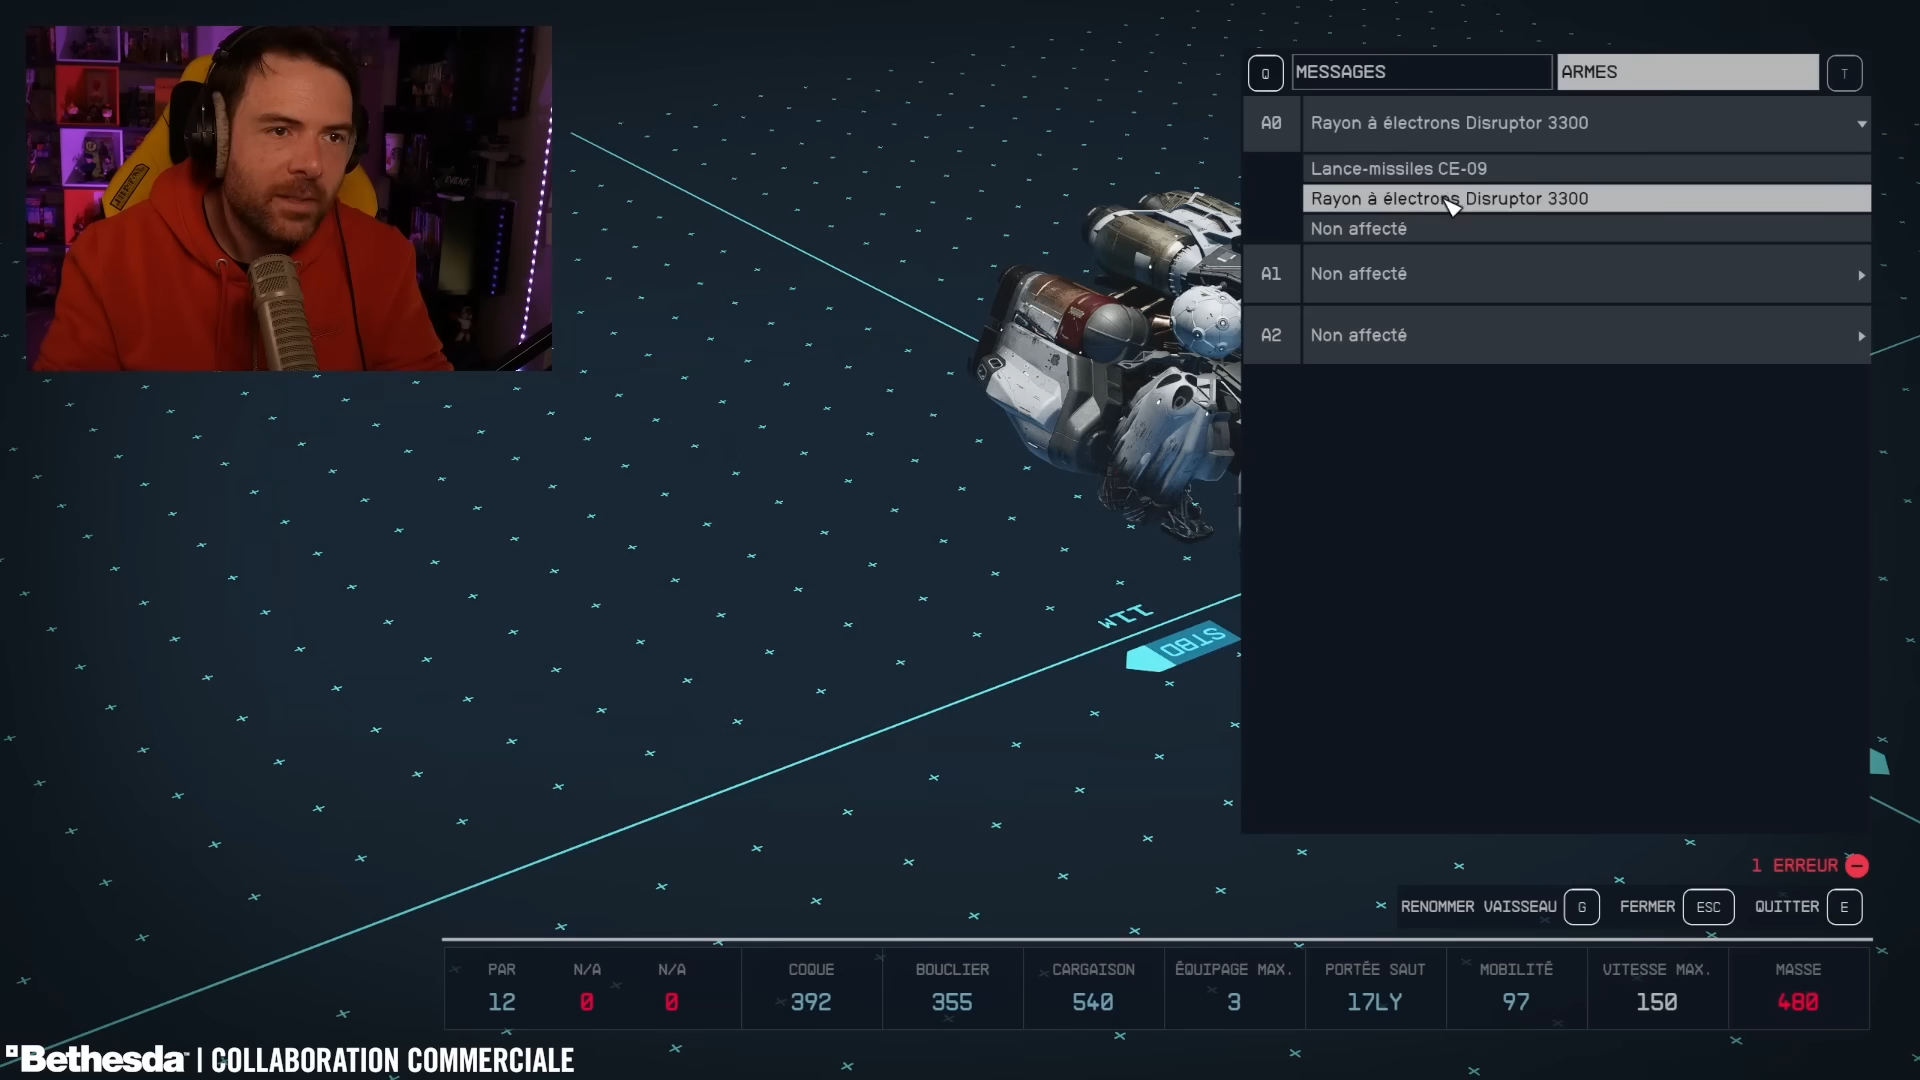 Q MESSAGES ARMES T
A0 Rayon à électrons Disruptor 3300
Lance-missiles CE-09
Rayon à électrons Disruptor 3300
Non affecté
A1 Non affecté
A2 Non affecté
STBD
1 ERREUR
RENOMMER VAISSEAU G FERMER ESC QUITTER E
PAR N/A N/A COQUE BOUCLIER CARGAISON ÉQUIPAGE MAX. PORTÉE SAUT MOBILITÉ VITESSE MAX. MASSE
12 0 0 392 355 540 3 17LY 97 150 480
Bethesda | COLLABORATION COMMERCIALE